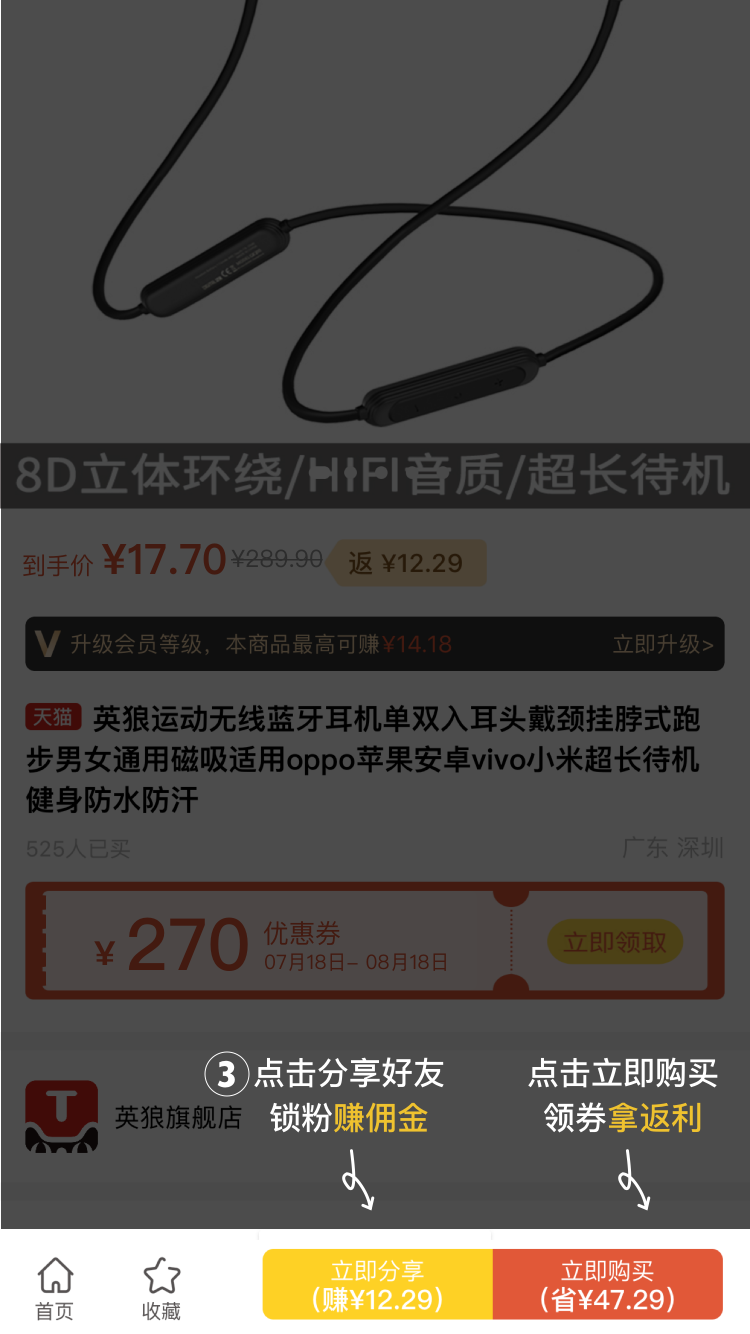 8D立体环绕/HIFI音质/超长待机
到手价 ¥17.70 ¥289.90 返 ¥12.29
V 升级会员等级，本商品最高可赚¥14.18 立即升级>
天猫 英狼运动无线蓝牙耳机单双入耳头戴颈挂脖式跑
步男女通用磁吸适用oppo苹果安卓vivo小米超长待机
健身防水防汗
525人已买 广东 深圳
¥ 270 优惠券 立即领取
07月18日– 08月18日
③ 点击分享好友
锁粉赚佣金
点击立即购买
领券拿返利
英狼旗舰店
首页
收藏
立即分享
（赚¥12.29）
立即购买
（省¥47.29）